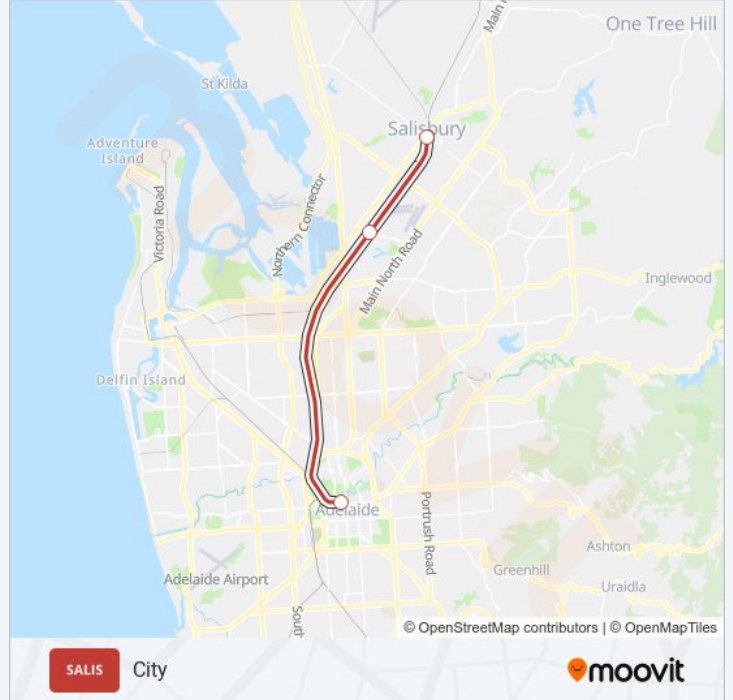 Main
One Tree Hill
St Kilda
Salisbury
Adventure
Island
Victoria Road
Northern Connector
Main North Road
Inglewood
Delfin Island
Adelaide
Portrush Road
Ashton
Greenhill
Adelaide Airport
Uraidla
South
© OpenStreetMap contributors | © OpenMapTiles
SALIS City
moovit